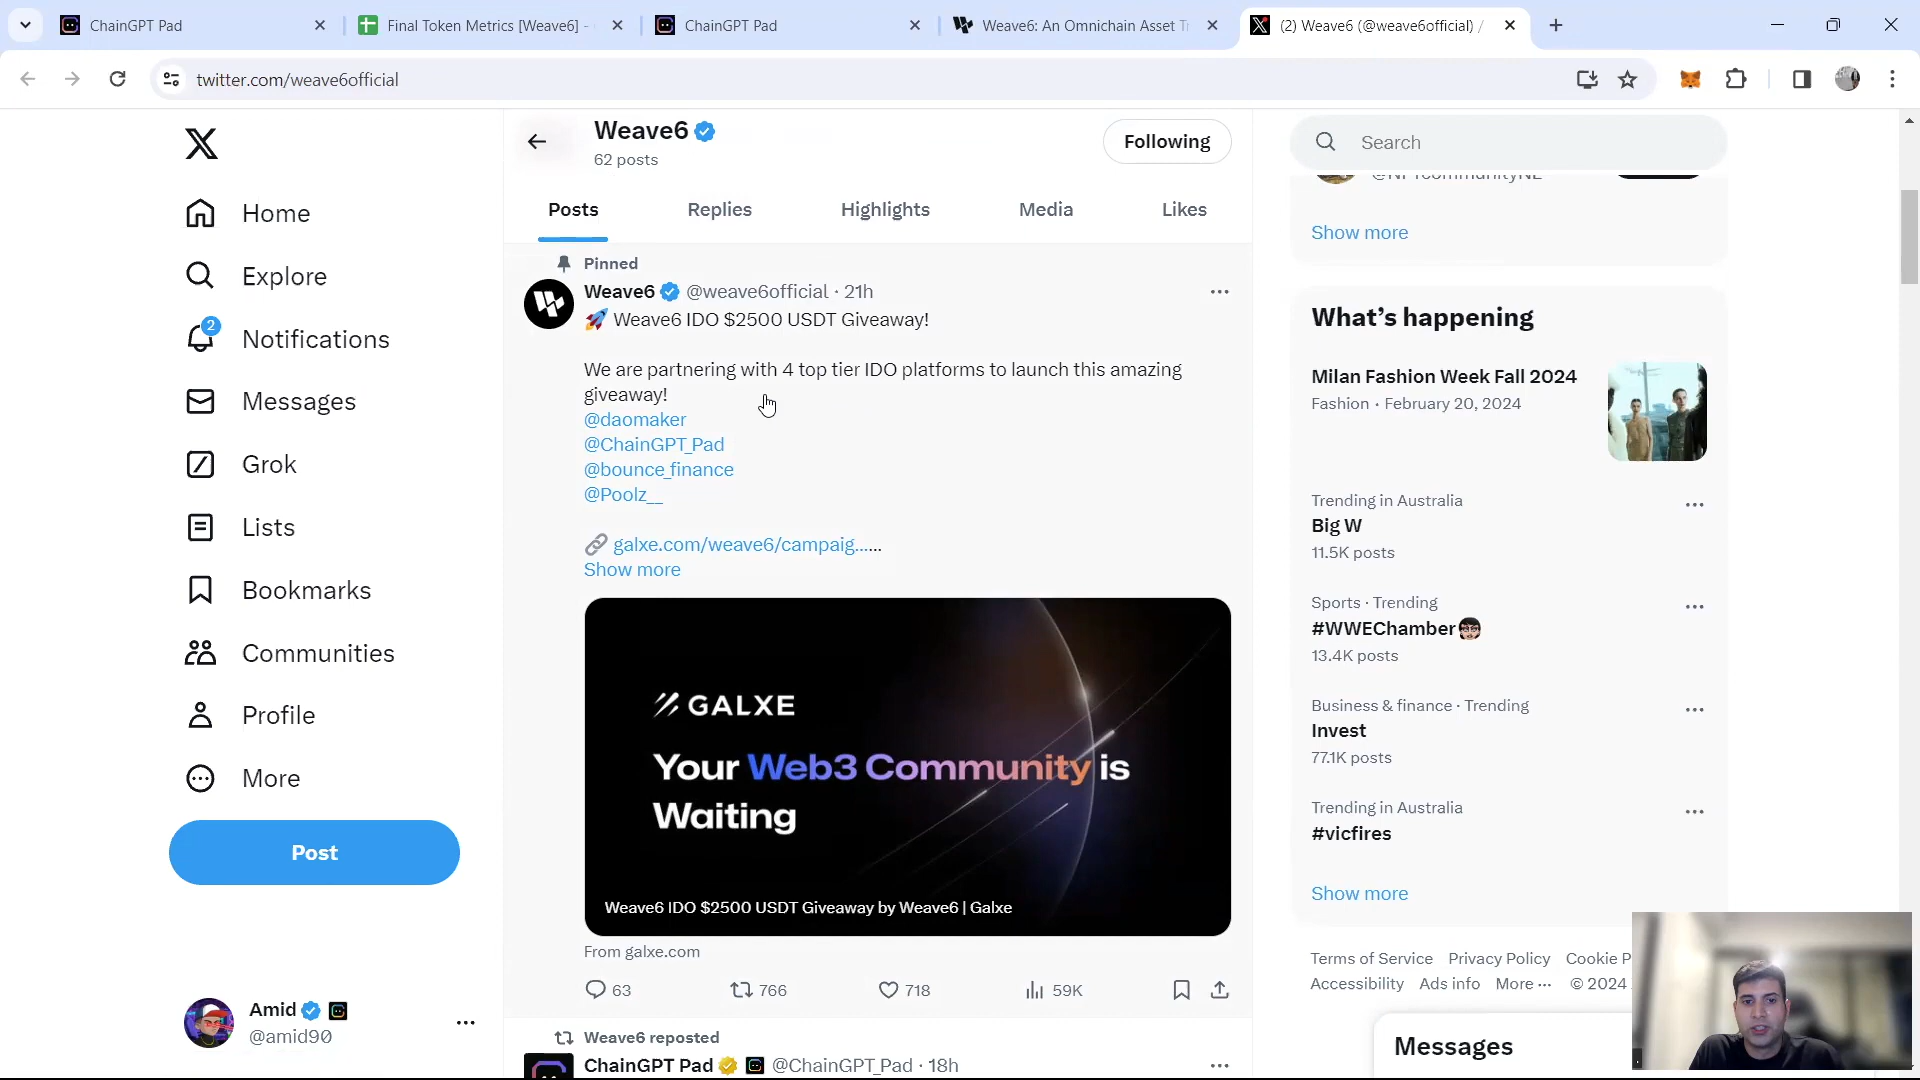 ChainGPT Pad
Final Token Metrics [Weave6] -
ChainGPT Pad
Weave6: An Omnichain Asset Tr
(2) Weave6 (@weave6official) /
twitter.com/weave6official
Weave6
62 posts
Following
Search
Posts
Replies
Highlights
Media
Likes
Home
Explore
2
Notifications
Messages
Grok
Lists
Bookmarks
Communities
Profile
More
Post
Amid
@amid90
Pinned
Weave6 @weave6official · 21h
🚀 Weave6 IDO $2500 USDT Giveaway!
We are partnering with 4 top tier IDO platforms to launch this amazing
giveaway!
@daomaker
@ChainGPT_Pad
@bounce_finance
@Poolz__
galxe.com/weave6/campaig......
Show more
GALXE
Your Web3 Community is
Waiting
Weave6 IDO $2500 USDT Giveaway by Weave6 | Galxe
From galxe.com
63
766
718
59K
Weave6 reposted
ChainGPT Pad @ChainGPT_Pad · 18h
Show more
What's happening
Milan Fashion Week Fall 2024
Fashion · February 20, 2024
Trending in Australia
Big W
11.5K posts
Sports · Trending
#WWEChamber
13.4K posts
Business & finance · Trending
Invest
77.1K posts
Trending in Australia
#vicfires
Show more
Terms of Service Privacy Policy Cookie P
Accessibility Ads info More ··· © 2024
Messages